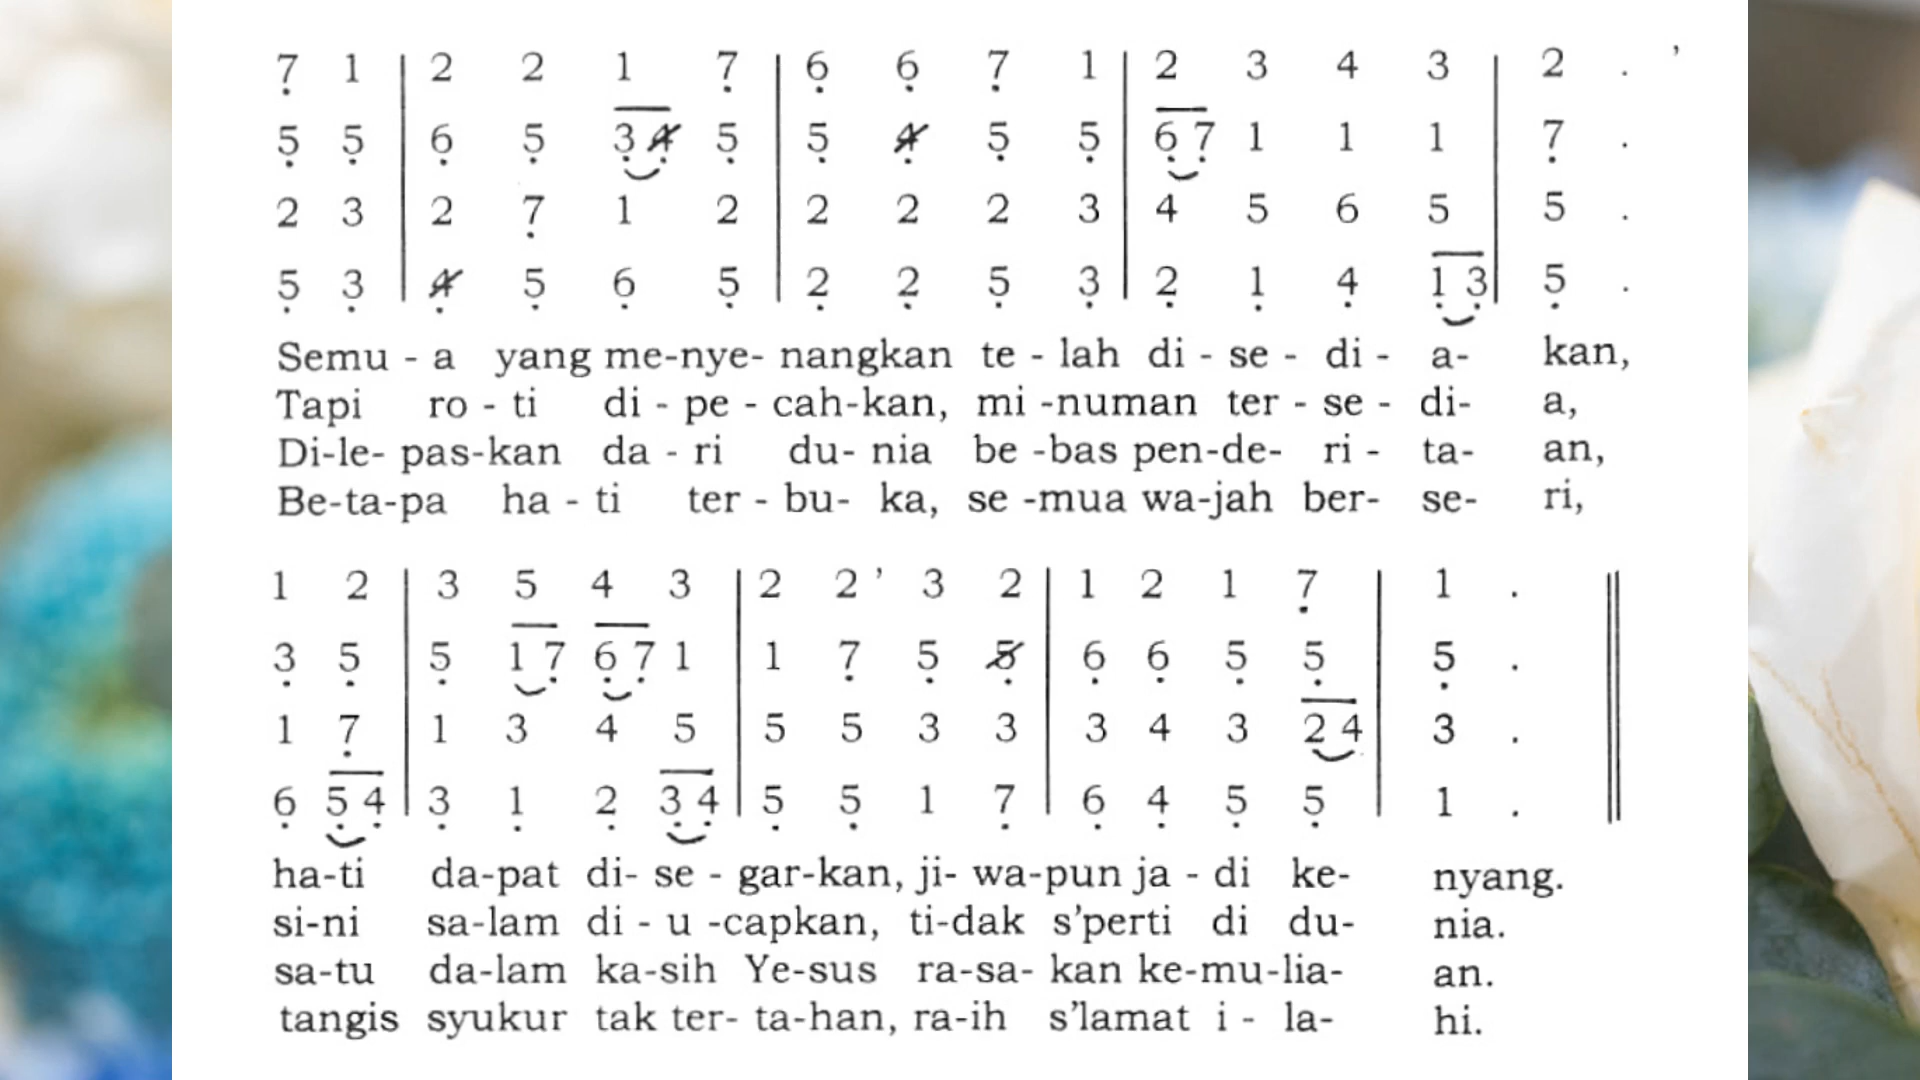 7̣ 1 | 2 2 1 7̣ | 6̣ 6̣ 7̣ 1 | 2 3 4 3 | 2 . ’
5̣ 5̣ | 6̣ 5̣ 3̣ 4̸̣ 5̣ | 5̣ 4̸̣ 5̣ 5̣ | 6̣ 7̣ 1 1 1 | 7̣ .
2 3 | 2 7̣ 1 2 | 2 2 2 3 | 4 5 6 5 | 5 .
5̣ 3̣ | 4̸̣ 5̣ 6̣ 5̣ | 2̣ 2̣ 5̣ 3̣ | 2̣ 1̣ 4̣ 1̣ 3̣ | 5̣ .
Semu - a yang me-nye- nangkan te - lah di - se - di - a- kan,
Tapi ro - ti di - pe - cah-kan, mi -numan ter - se - di- a,
Di-le- pas-kan da - ri du- nia be -bas pen-de- ri - ta- an,
Be-ta-pa ha - ti ter - bu- ka, se -mua wa-jah ber- se- ri,
1 2 | 3 5 4 3 | 2 2 ’ 3 2 | 1 2 1 7̣ | 1 . ||
3̣ 5̣ | 5̣ 1 7̣ 6̣ 7̣ 1 | 1 7̣ 5̣ 5̸̣ | 6̣ 6̣ 5̣ 5̣ | 5̣ .
1 7̣ | 1 3 4 5 | 5 5 3 3 | 3 4 3 2 4 | 3 .
6̣ 5̣ 4̣ | 3̣ 1̣ 2̣ 3̣ 4̣ | 5̣ 5̣ 1 7̣ | 6̣ 4̣ 5̣ 5̣ | 1 .
ha-ti da-pat di- se - gar-kan, ji- wa-pun ja - di ke- nyang.
si-ni sa-lam di - u -capkan, ti-dak s’perti di du- nia.
sa-tu da-lam ka-sih Ye-sus ra-sa- kan ke-mu-lia- an.
tangis syukur tak ter- ta-han, ra-ih s’lamat i - la- hi.